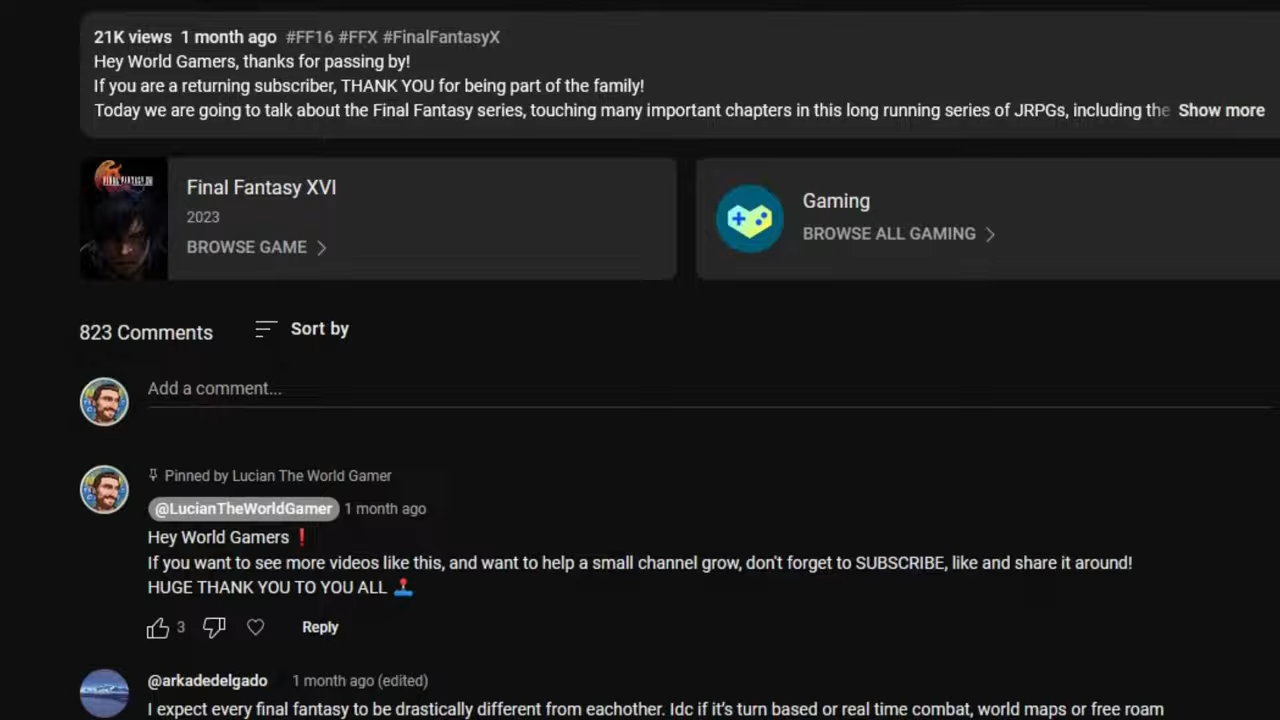 21K views 1 month ago #FF16 #FFX #FinalFantasyX
Hey World Gamers, thanks for passing by!
If you are a returning subscriber, THANK YOU for being part of the family!
Today we are going to talk about the Final Fantasy series, touching many important chapters in this long running series of JRPGs, including the Show more
FINAL FANTASY XVI
Final Fantasy XVI
2023
BROWSE GAME
Gaming
BROWSE ALL GAMING
823 Comments
Sort by
Add a comment...
Pinned by Lucian The World Gamer
@LucianTheWorldGamer 1 month ago
Hey World Gamers ❗
If you want to see more videos like this, and want to help a small channel grow, don't forget to SUBSCRIBE, like and share it around!
HUGE THANK YOU TO YOU ALL 🕹️
3
Reply
@arkadedelgado 1 month ago (edited)
I expect every final fantasy to be drastically different from eachother. Idc if it's turn based or real time combat, world maps or free roam